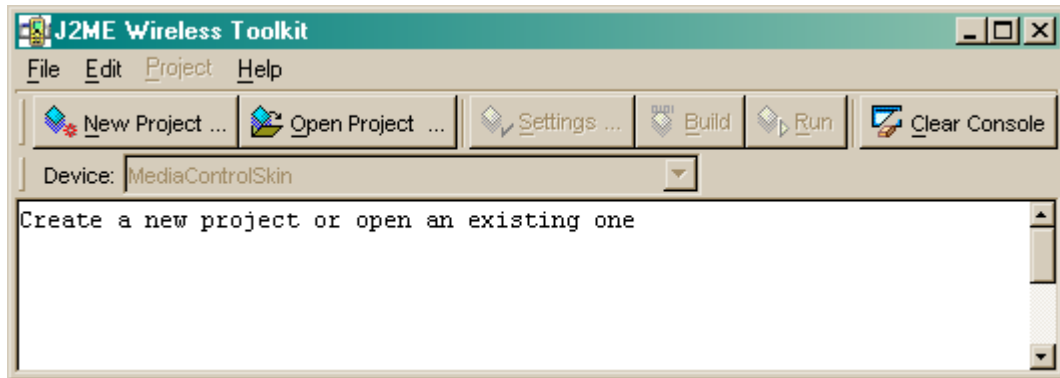 J2ME Wireless Toolkit
File Edit Project Help
New Project ... Open Project ... Settings ... Build Run Clear Console
Device: MediaControlSkin
Create a new project or open an existing one